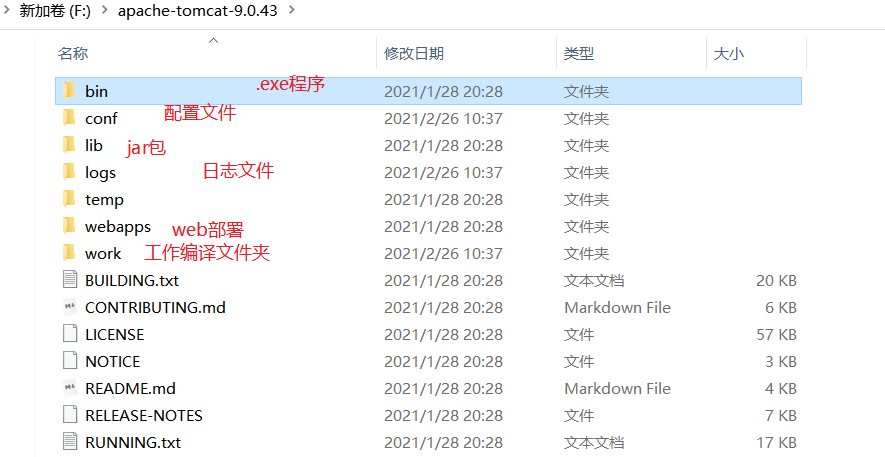 新加卷 (F:) > apache-tomcat-9.0.43 >
名称 修改日期 类型 大小
bin .exe程序 2021/1/28 20:28 文件夹
conf 配置文件 2021/2/26 10:37 文件夹
lib jar包 2021/1/28 20:28 文件夹
logs 日志文件 2021/2/26 10:37 文件夹
temp 2021/1/28 20:28 文件夹
webapps web部署 2021/1/28 20:28 文件夹
work 工作编译文件夹 2021/2/26 10:37 文件夹
BUILDING.txt 2021/1/28 20:28 文本文档 20 KB
CONTRIBUTING.md 2021/1/28 20:28 Markdown File 6 KB
LICENSE 2021/1/28 20:28 文件 57 KB
NOTICE 2021/1/28 20:28 文件 3 KB
README.md 2021/1/28 20:28 Markdown File 4 KB
RELEASE-NOTES 2021/1/28 20:28 文件 7 KB
RUNNING.txt 2021/1/28 20:28 文本文档 17 KB